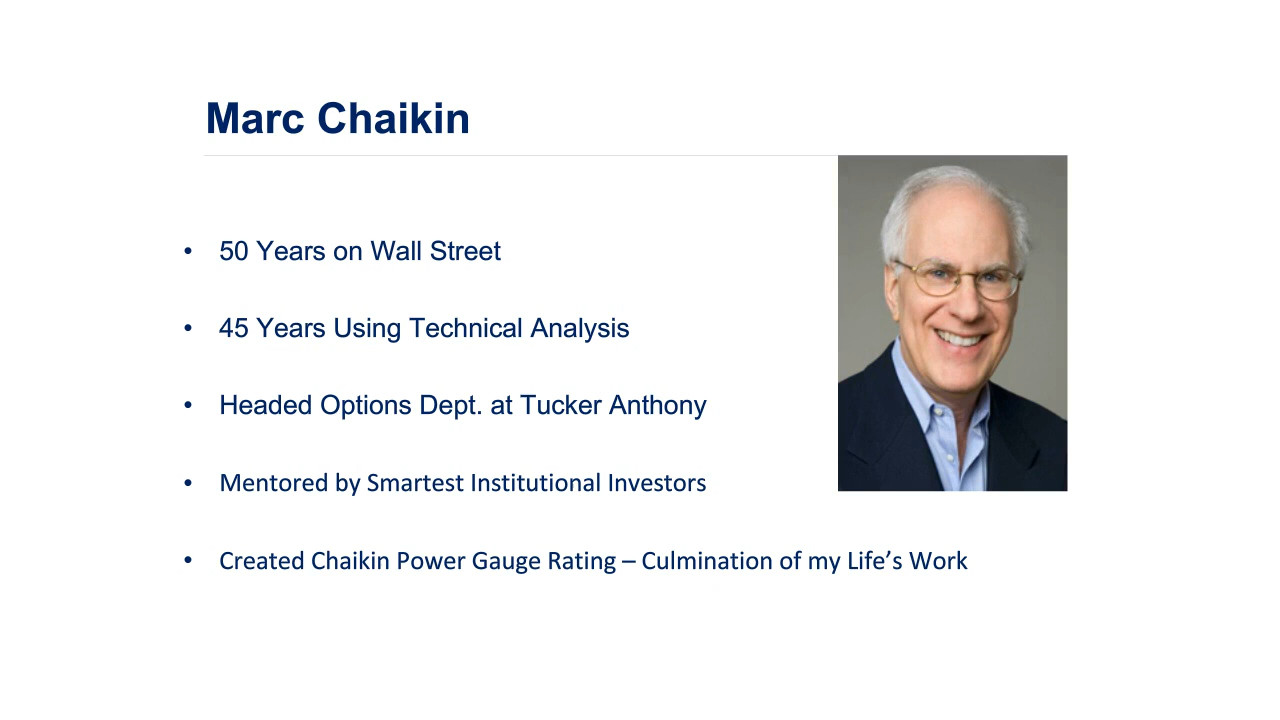 Marc Chaikin
• 50 Years on Wall Street
• 45 Years Using Technical Analysis
• Headed Options Dept. at Tucker Anthony
• Mentored by Smartest Institutional Investors
• Created Chaikin Power Gauge Rating – Culmination of my Life’s Work